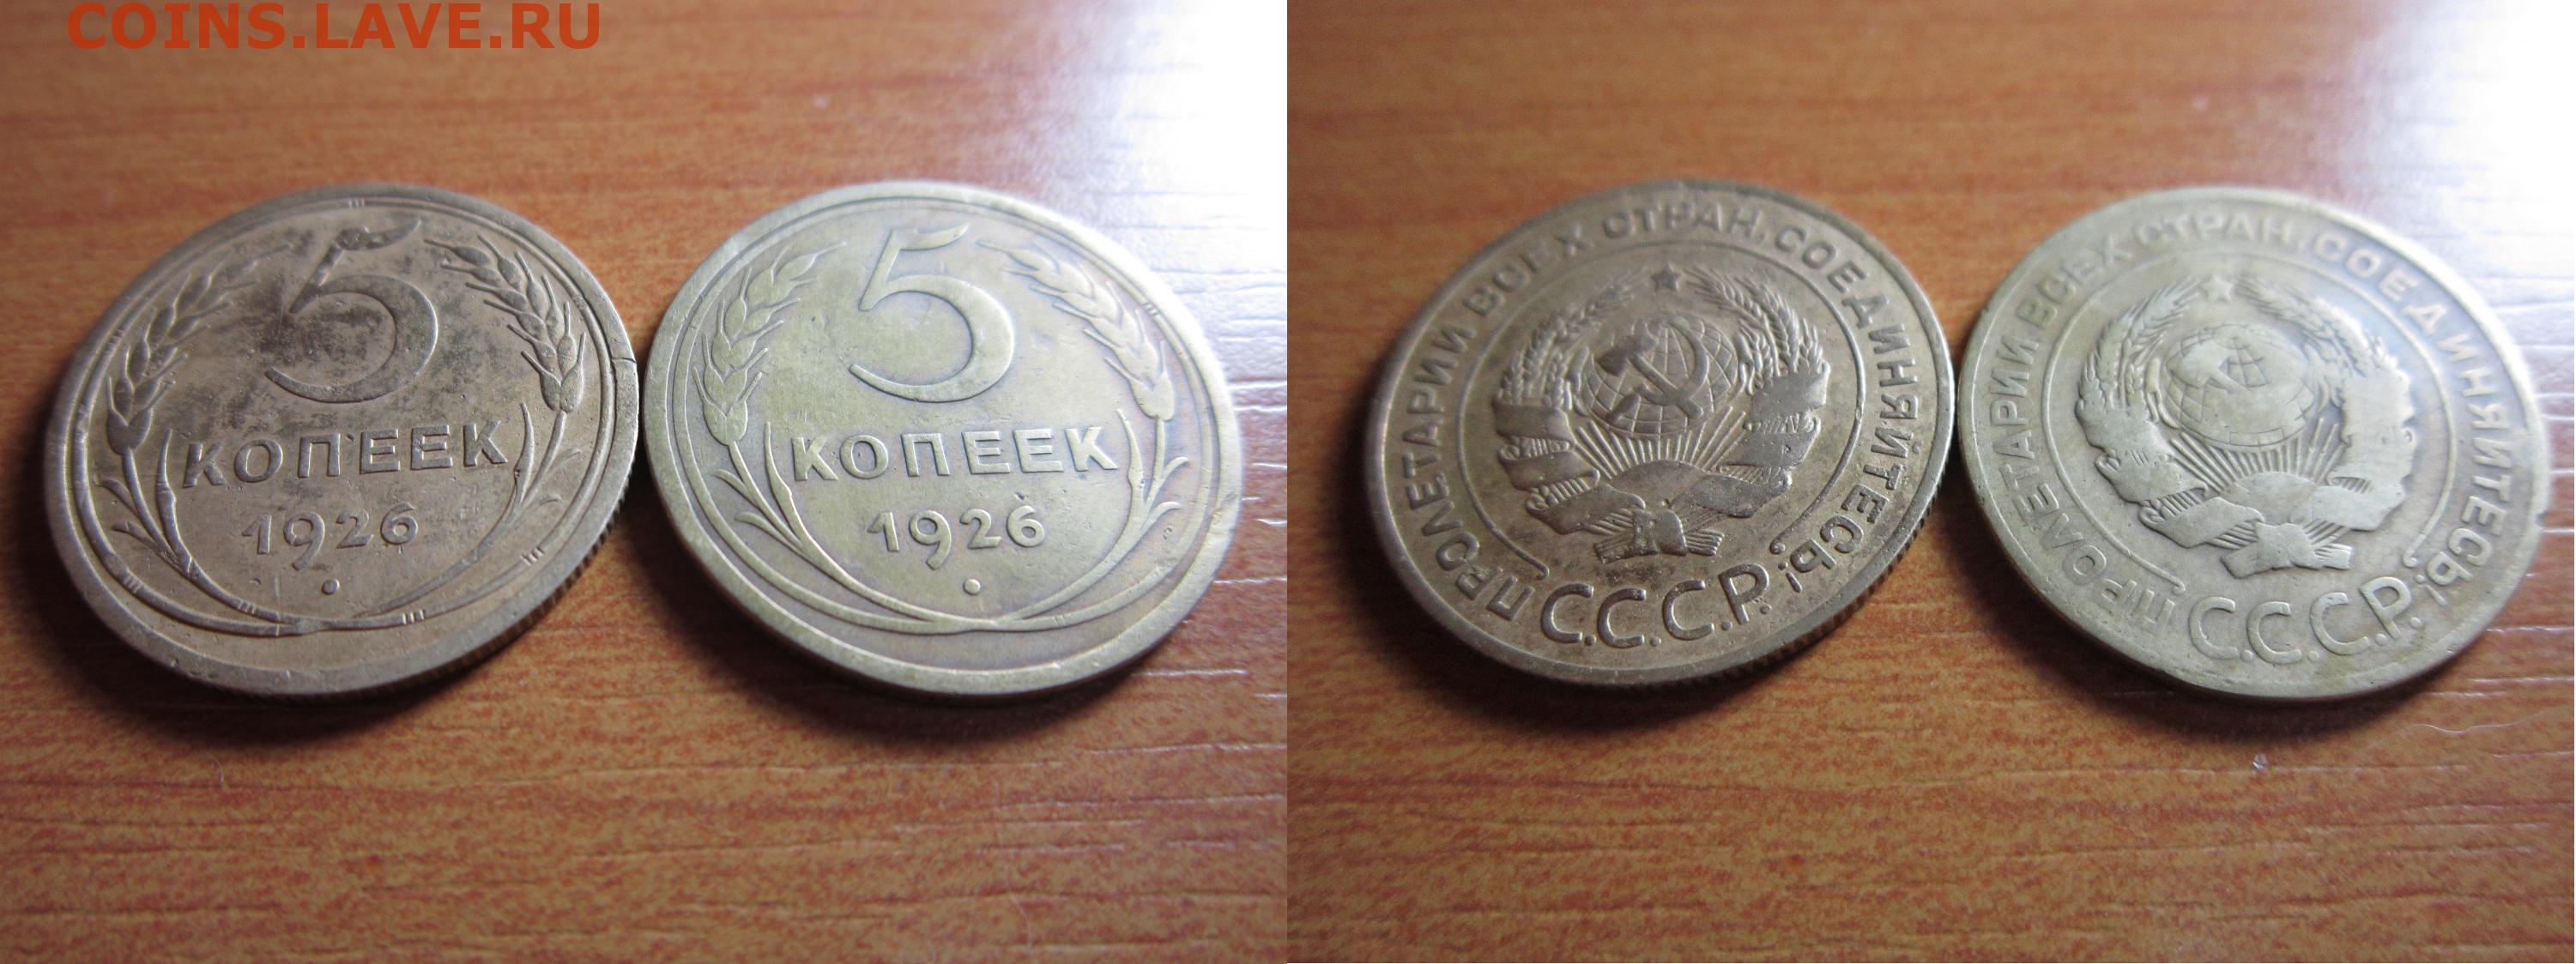 COINS.LAVE.RU
5
КОПЕЕК
1926
5
КОПЕЕК
1926
ПРОЛЕТАРИИ ВСЕХ СТРАН, СОЕДИНЯЙТЕСЬ!
С.С.С.Р.
ПРОЛЕТАРИИ ВСЕХ СТРАН, СОЕДИНЯЙТЕСЬ!
С.С.С.Р.